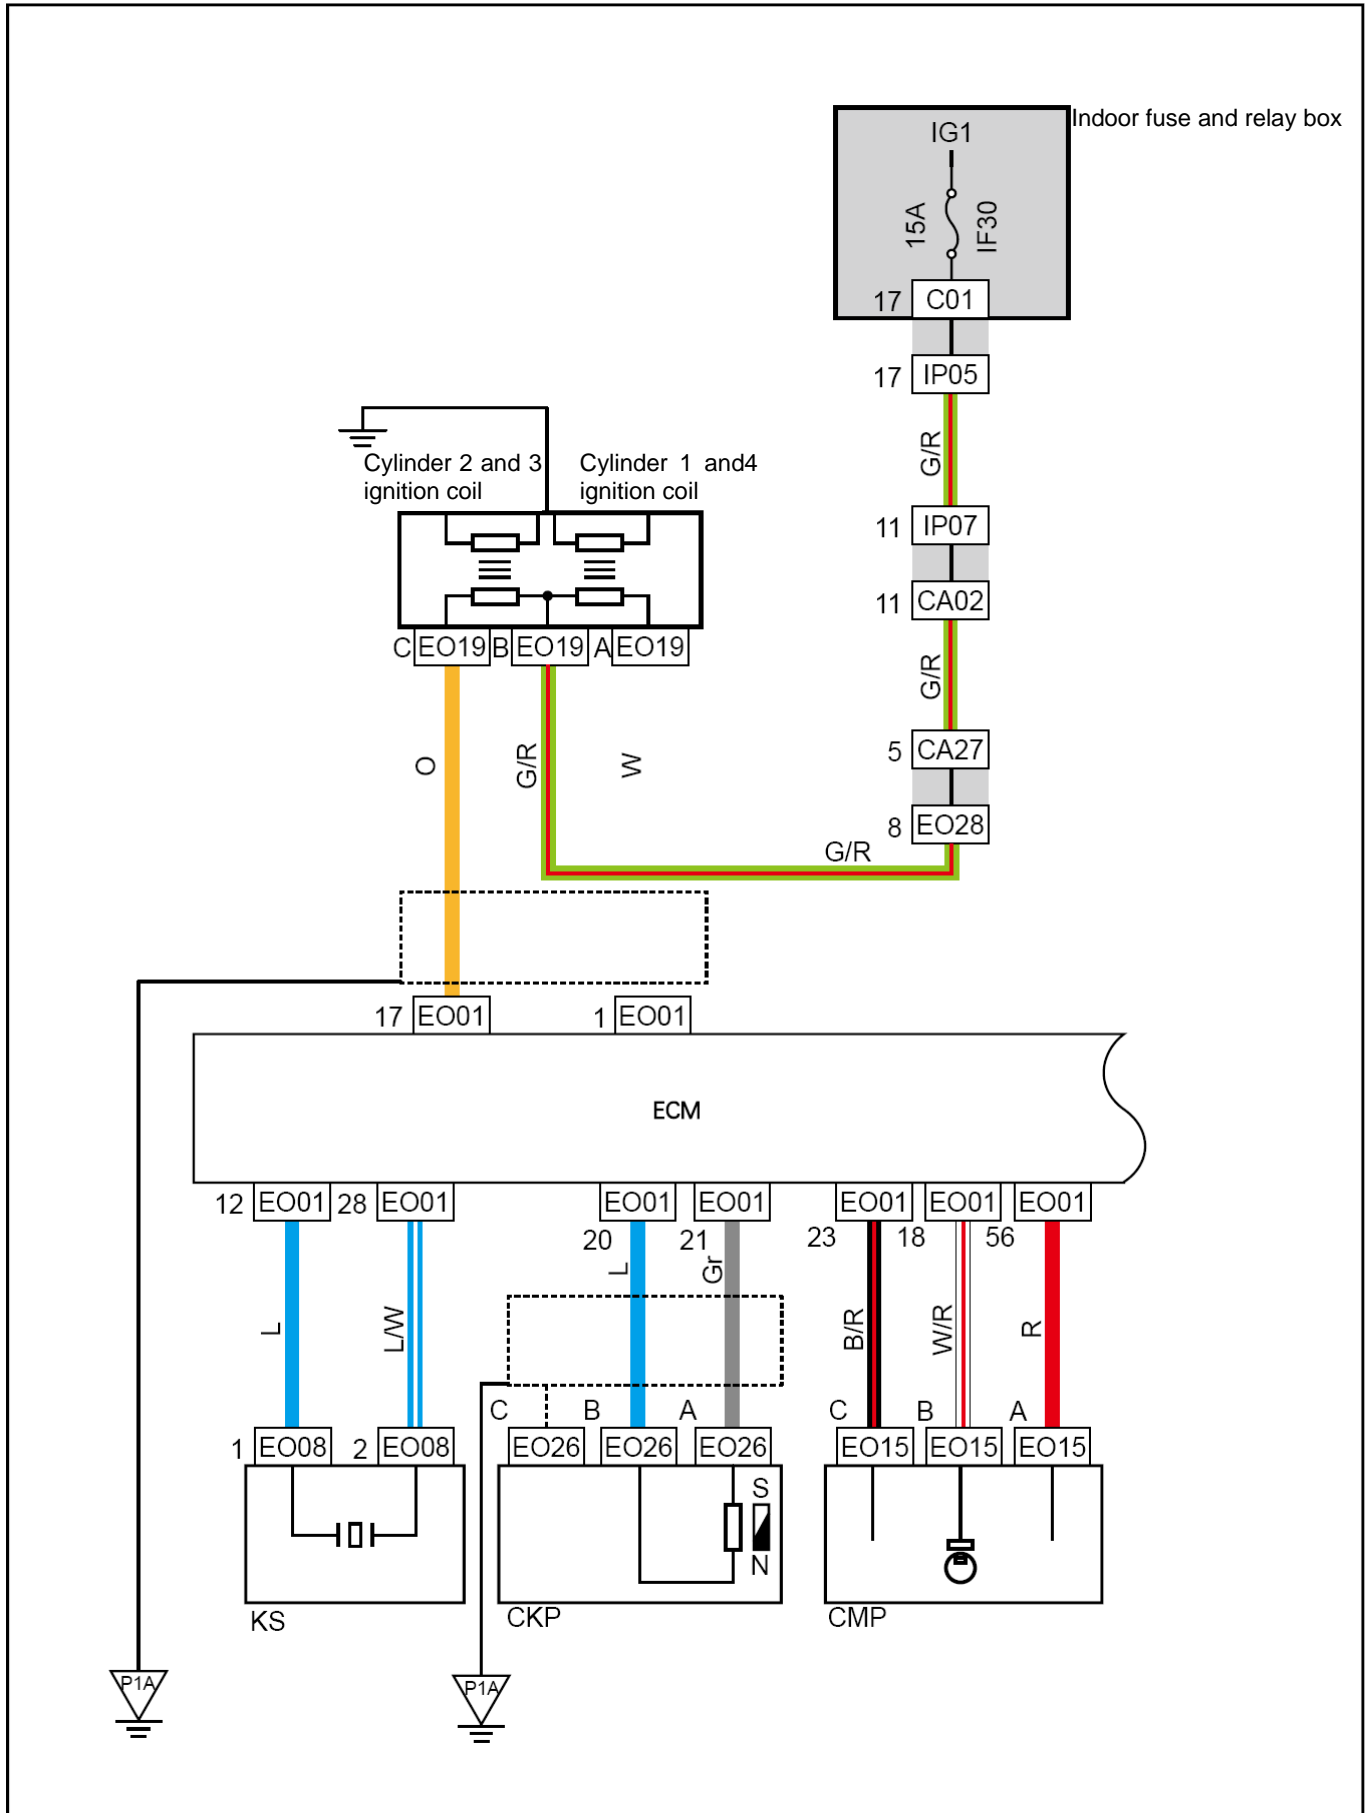 Indoor fuse and relay box
IG1
15A
IF30
17 C01
17 IP05
G/R
11 IP07
11 CA02
G/R
5 CA27
8 EO28
G/R
Cylinder 2 and 3
ignition coil
Cylinder 1 and4
ignition coil
C EO19 B EO19 A EO19
O
G/R
W
17 EO01 1 EO01
ECM
12 EO01 28 EO01 EO01 EO01 EO01 EO01 EO01
20 21 23 18 56
L
L/W
L
Gr
B/R
W/R
R
C B A C B A
1 EO08 2 EO08 EO26 EO26 EO26 EO15 EO15 EO15
S
N
KS
CKP
CMP
P1A
P1A